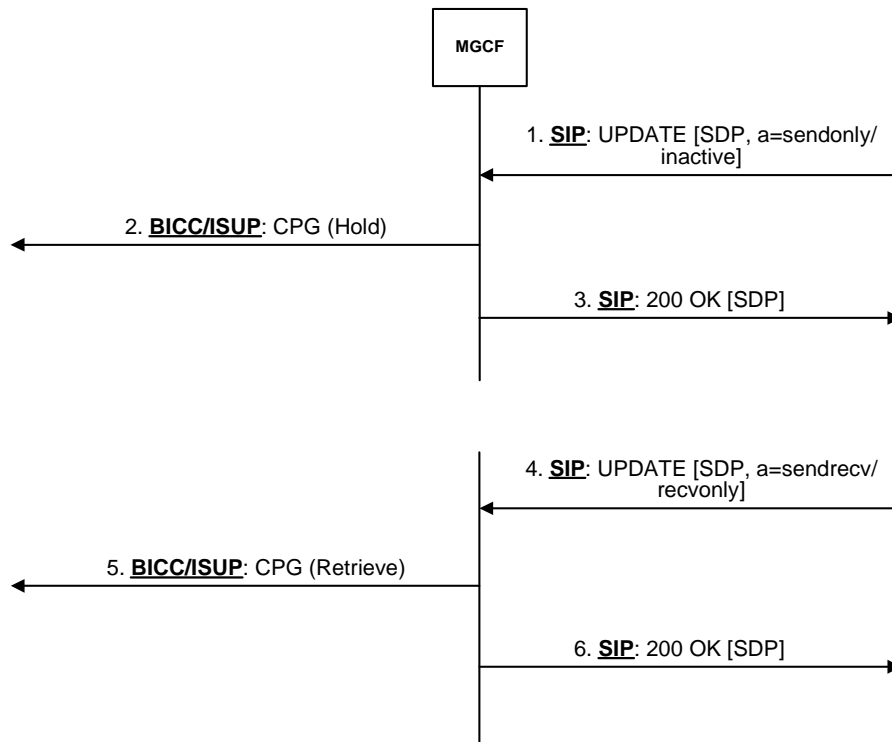 MGCF
1. SIP: UPDATE [SDP, a=sendonly/
inactive]
2. BICC/ISUP: CPG (Hold)
3. SIP: 200 OK [SDP]
4. SIP: UPDATE [SDP, a=sendrecv/
recvonly]
5. BICC/ISUP: CPG (Retrieve)
6. SIP: 200 OK [SDP]